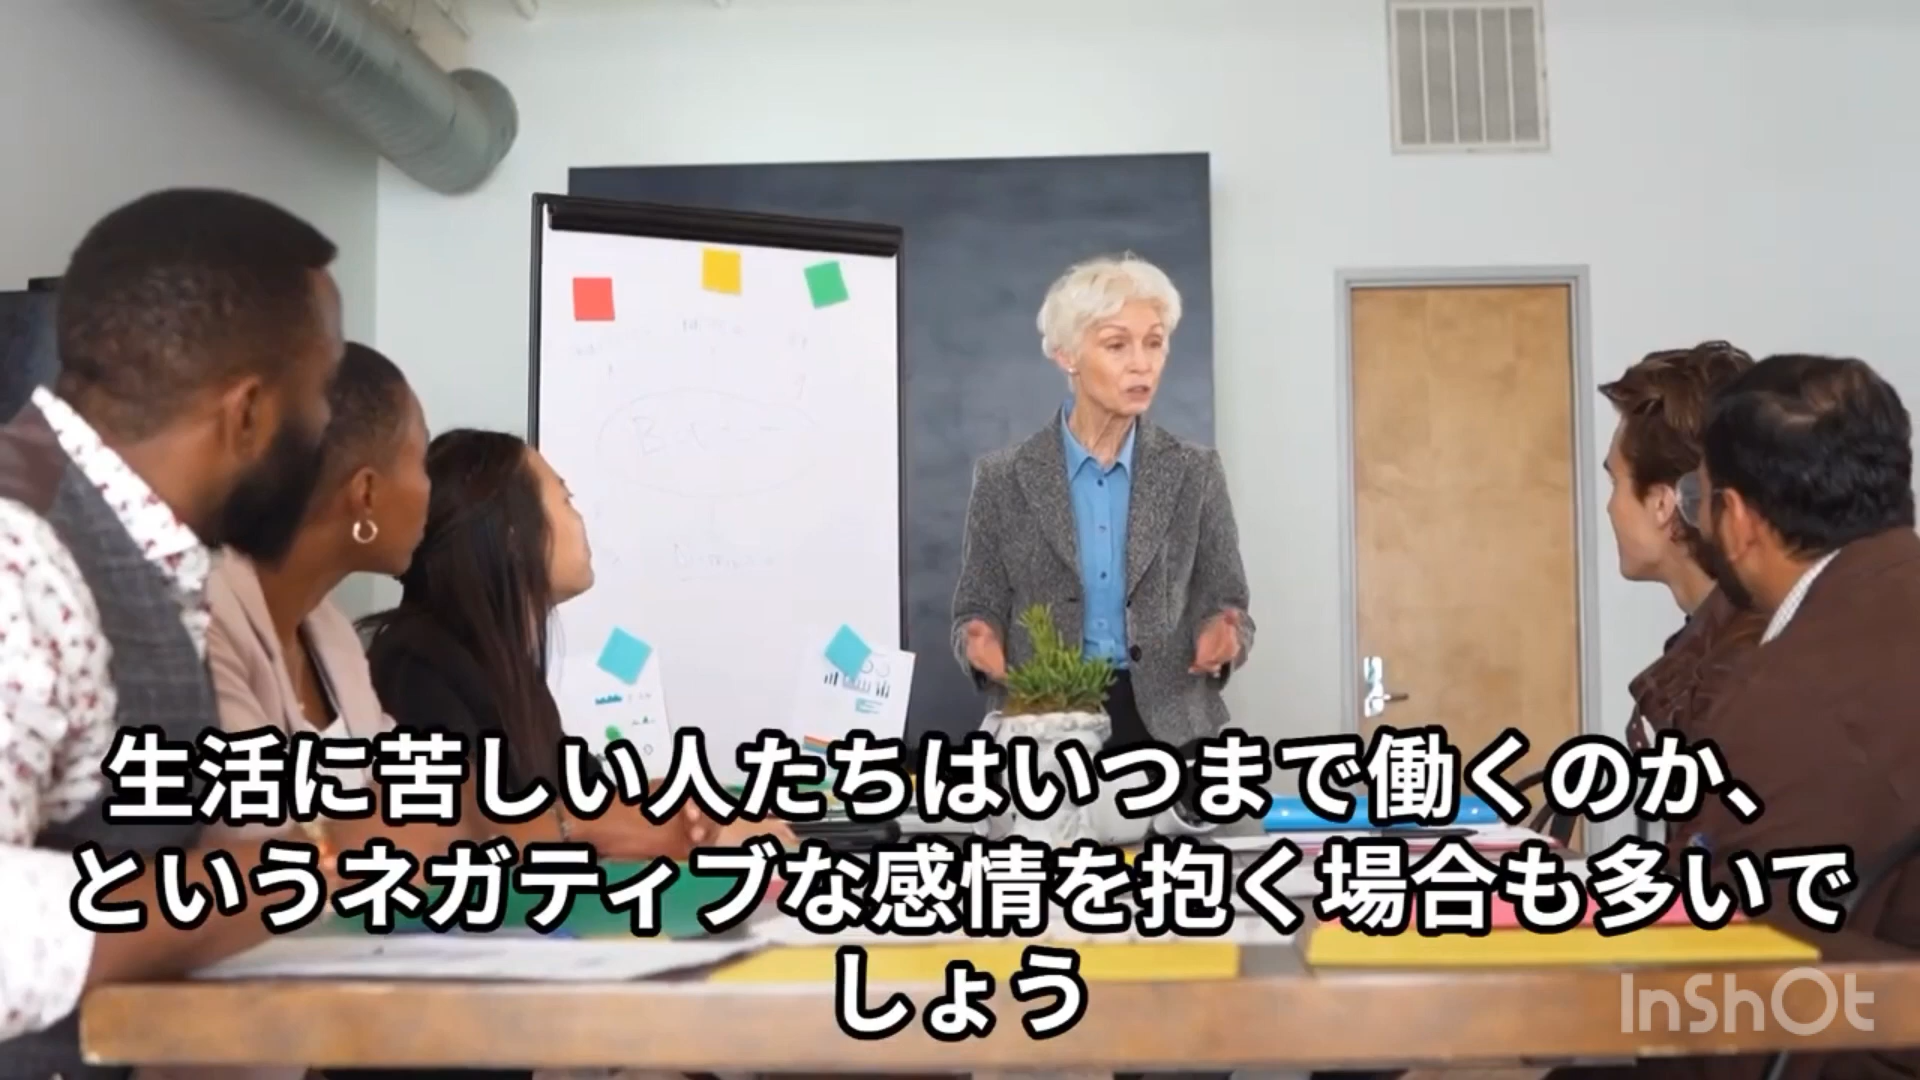 生活に苦しい人たちはいつまで働くのか、
というネガティブな感情を抱く場合も多いで
しょう
InShOt